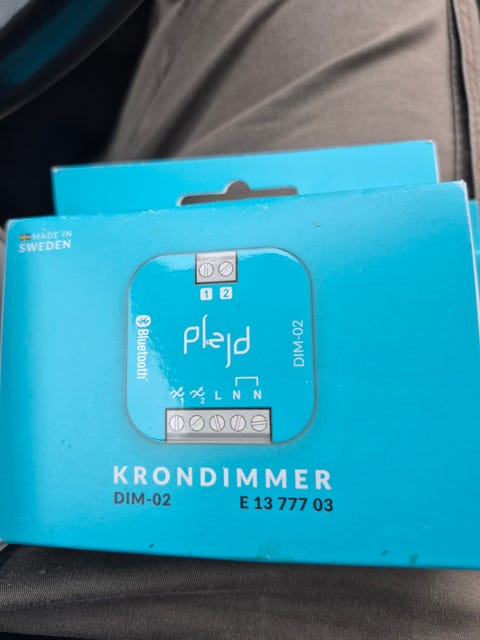 MADE IN
SWEDEN
1 2
Bluetooth
plejd
DIM-02
1 2 L N N
KRONDIMMER
DIM-02 E 13 777 03